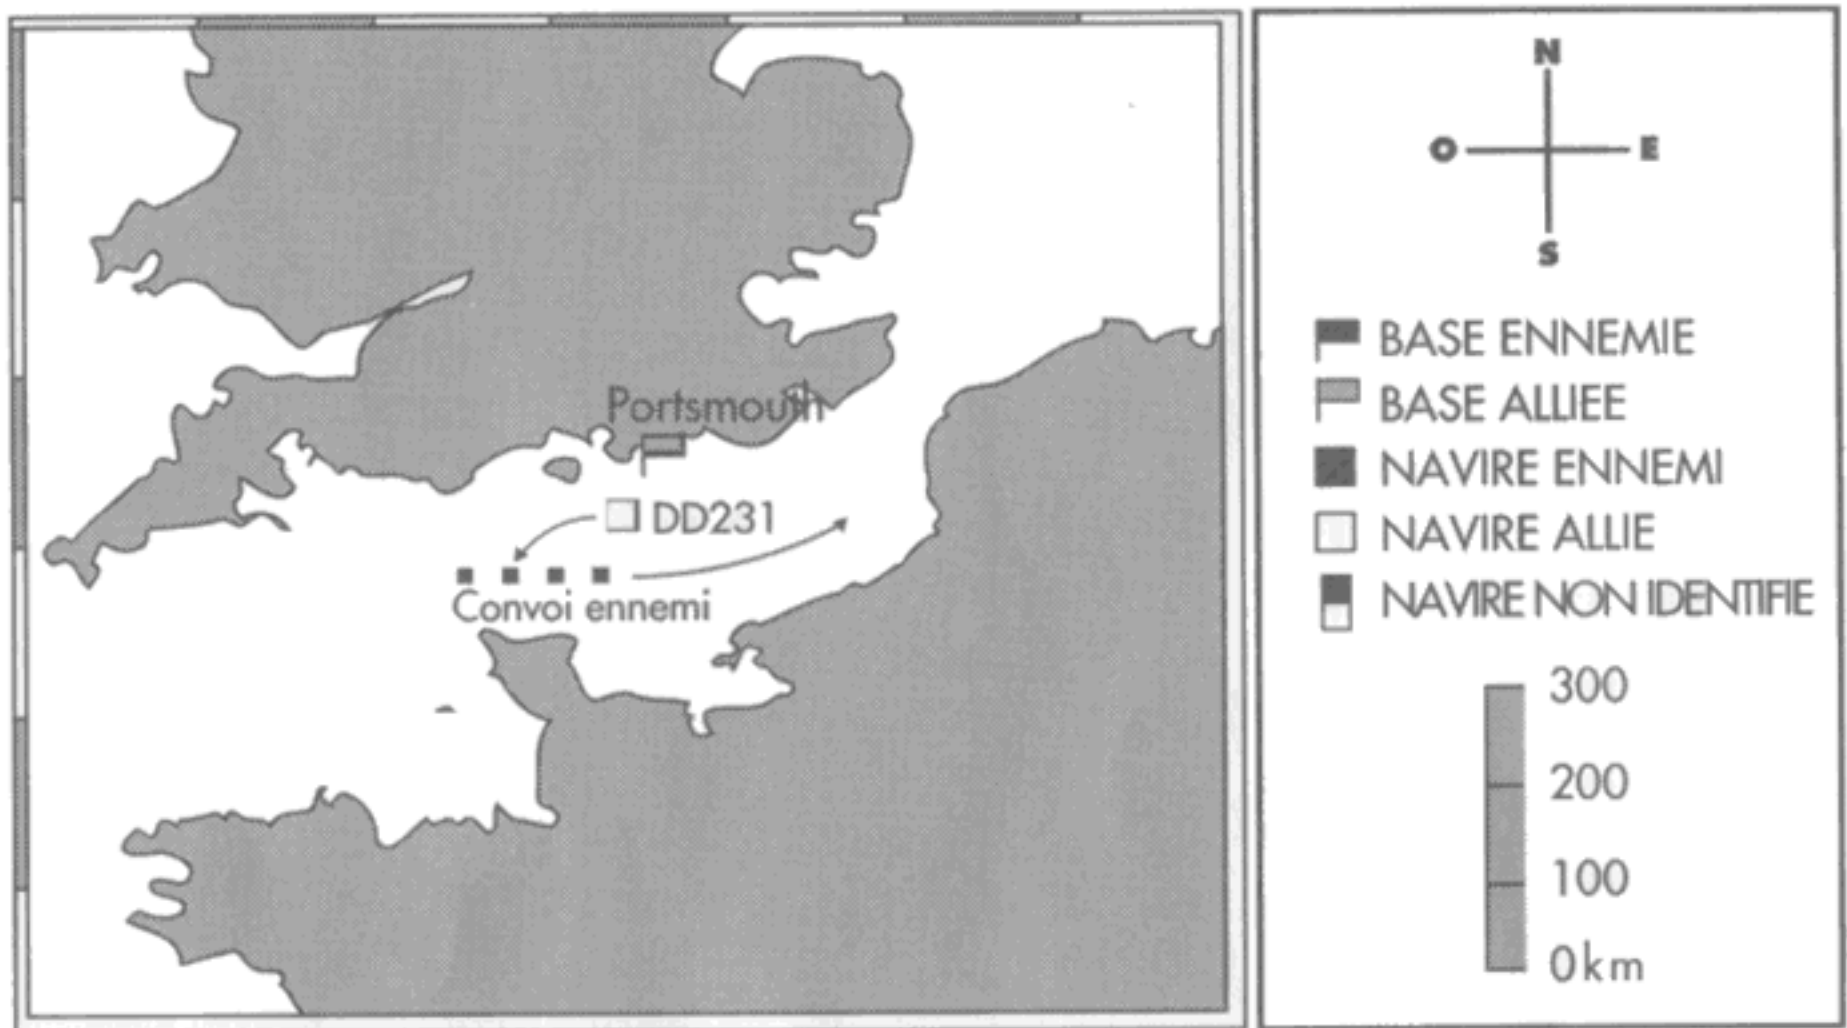 Portsmouth
DD231
Convoi ennemi
N
O E
S
BASE ENNEMIE
BASE ALLIEE
NAVIRE ENNEMI
NAVIRE ALLIE
NAVIRE NON IDENTIFIE
300
200
100
0km